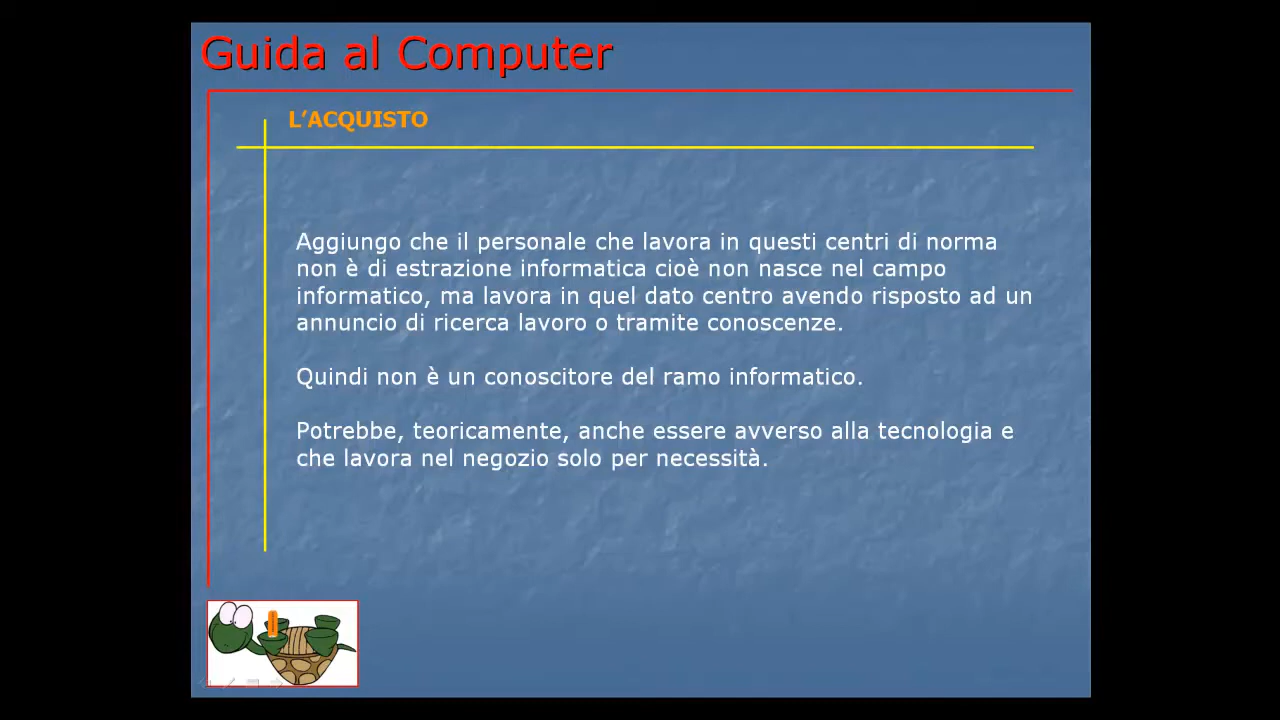 Guida al Computer
L'ACQUISTO
Aggiungo che il personale che lavora in questi centri di norma
non è di estrazione informatica cioè non nasce nel campo
informatico, ma lavora in quel dato centro avendo risposto ad un
annuncio di ricerca lavoro o tramite conoscenze.
Quindi non è un conoscitore del ramo informatico.
Potrebbe, teoricamente, anche essere avverso alla tecnologia e
che lavora nel negozio solo per necessità.